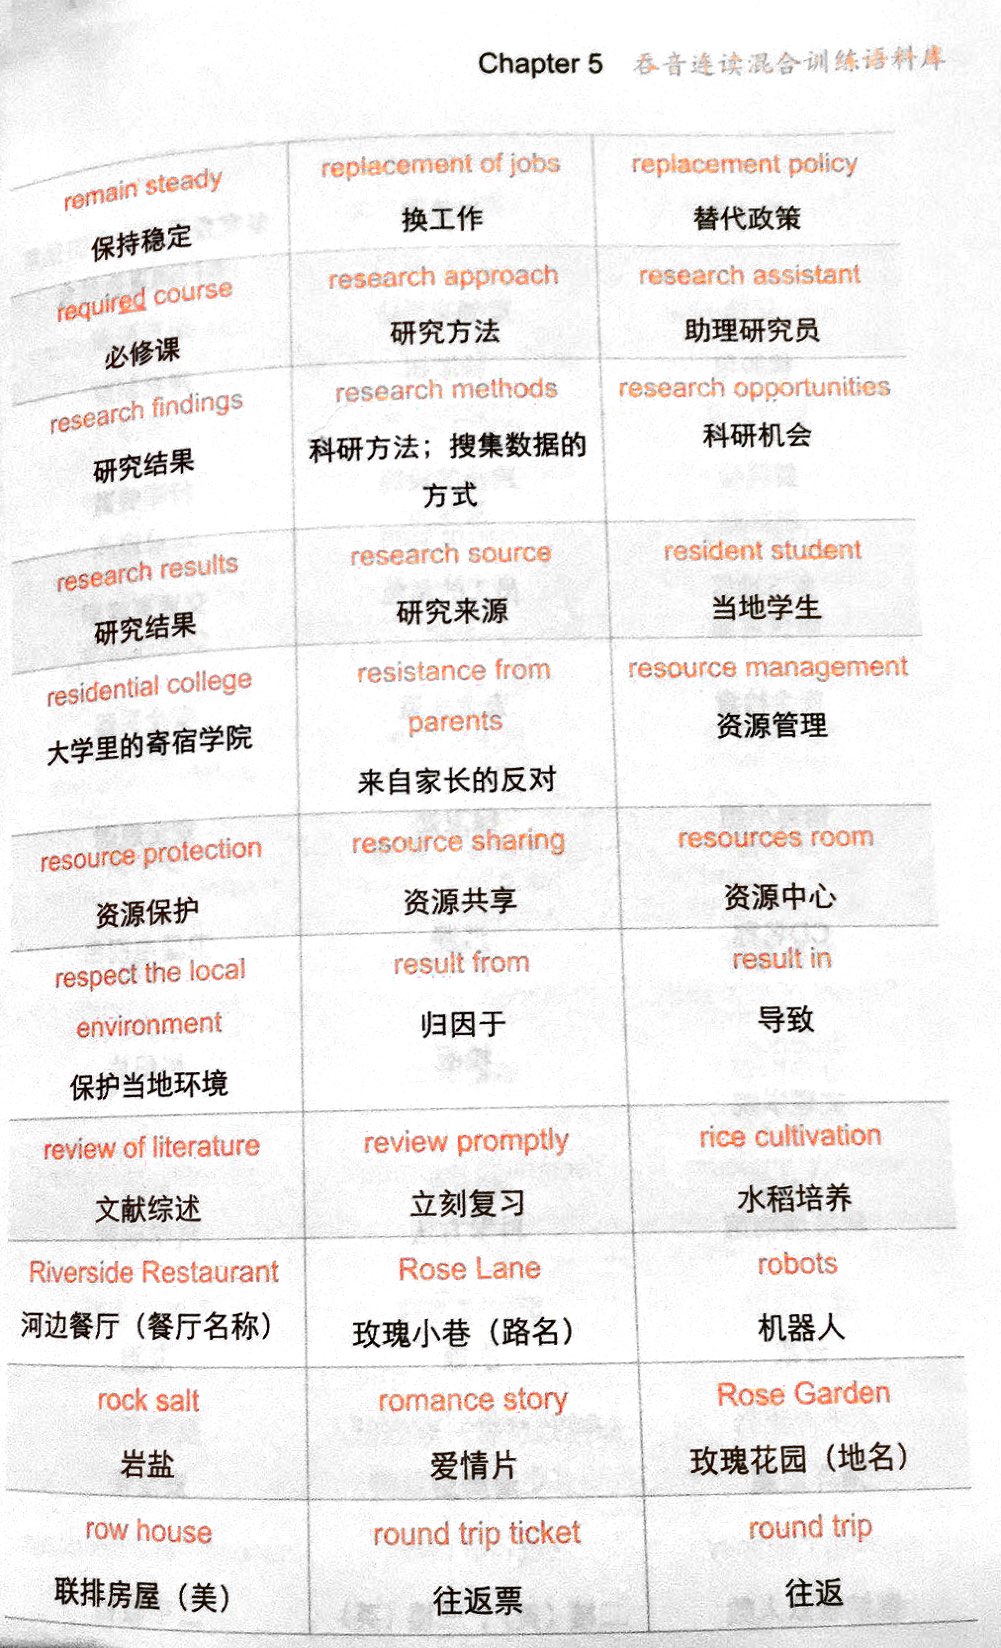 Chapter 5 吞音连读混合训练语料库
remain steady
保持稳定
replacement of jobs
换工作
replacement policy
替代政策
required course
必修课
research approach
研究方法
research assistant
助理研究员
research findings
研究结果
research methods
科研方法；搜集数据的
方式
research opportunities
科研机会
research results
研究结果
research source
研究来源
resident student
当地学生
residential college
大学里的寄宿学院
resistance from
parents
来自家长的反对
resource management
资源管理
resource protection
资源保护
resource sharing
资源共享
resources room
资源中心
respect the local
environment
保护当地环境
result from
归因于
result in
导致
review of literature
文献综述
review promptly
立刻复习
rice cultivation
水稻培养
Riverside Restaurant
河边餐厅（餐厅名称）
Rose Lane
玫瑰小巷（路名）
robots
机器人
rock salt
岩盐
romance story
爱情片
Rose Garden
玫瑰花园（地名）
row house
联排房屋（美）
round trip ticket
往返票
round trip
往返